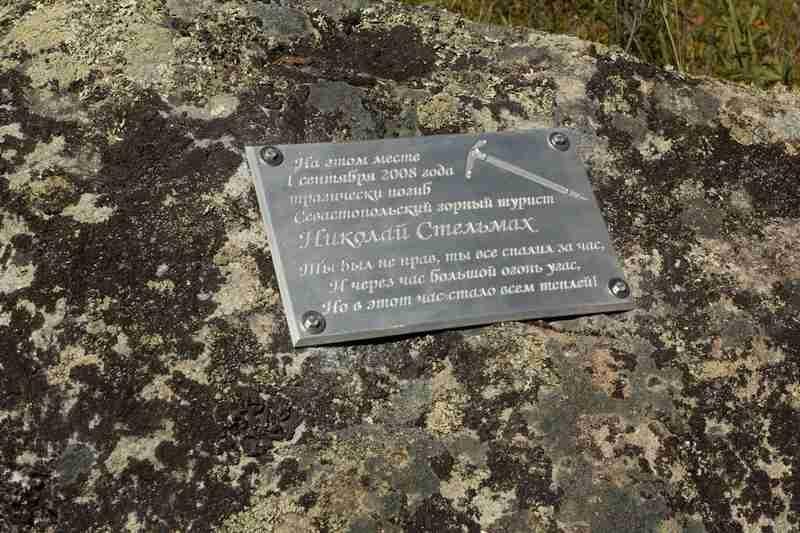 На этом месте
1 сентября 2008 года
трагически погиб
Севастопольский горный турист
Николай Стельмах
Ты был не прав, ты все спалил за час,
И через час большой огонь угас,
Но в этот час стало всем теплей!